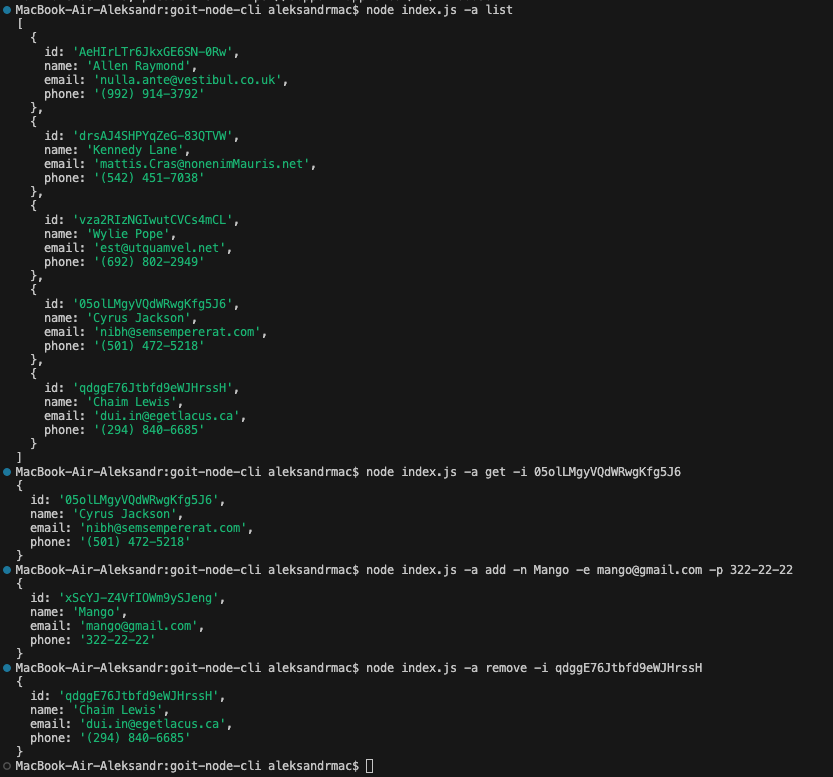 MacBook-Air-Aleksandr:goit-node-cli aleksandrmac$ node index.js -a list
[
  {
    id: 'AeHIrLTr6JkxGE6SN-0Rw',
    name: 'Allen Raymond',
    email: 'nulla.ante@vestibul.co.uk',
    phone: '(992) 914-3792'
  },
  {
    id: 'drsAJ4SHPYqZeG-83QTVW',
    name: 'Kennedy Lane',
    email: 'mattis.Cras@nonenimMauris.net',
    phone: '(542) 451-7038'
  },
  {
    id: 'vza2RIzNGIwutCVCs4mCL',
    name: 'Wylie Pope',
    email: 'est@utquamvel.net',
    phone: '(692) 802-2949'
  },
  {
    id: '05olLMgyVQdWRwgKfg5J6',
    name: 'Cyrus Jackson',
    email: 'nibh@semsempererat.com',
    phone: '(501) 472-5218'
  },
  {
    id: 'qdggE76Jtbfd9eWJHrssH',
    name: 'Chaim Lewis',
    email: 'dui.in@egetlacus.ca',
    phone: '(294) 840-6685'
  }
]
MacBook-Air-Aleksandr:goit-node-cli aleksandrmac$ node index.js -a get -i 05olLMgyVQdWRwgKfg5J6
{
  id: '05olLMgyVQdWRwgKfg5J6',
  name: 'Cyrus Jackson',
  email: 'nibh@semsempererat.com',
  phone: '(501) 472-5218'
}
MacBook-Air-Aleksandr:goit-node-cli aleksandrmac$ node index.js -a add -n Mango -e mango@gmail.com -p 322-22-22
{
  id: 'xScYJ-Z4VfIOWm9ySJeng',
  name: 'Mango',
  email: 'mango@gmail.com',
  phone: '322-22-22'
}
MacBook-Air-Aleksandr:goit-node-cli aleksandrmac$ node index.js -a remove -i qdggE76Jtbfd9eWJHrssH
{
  id: 'qdggE76Jtbfd9eWJHrssH',
  name: 'Chaim Lewis',
  email: 'dui.in@egetlacus.ca',
  phone: '(294) 840-6685'
}
MacBook-Air-Aleksandr:goit-node-cli aleksandrmac$